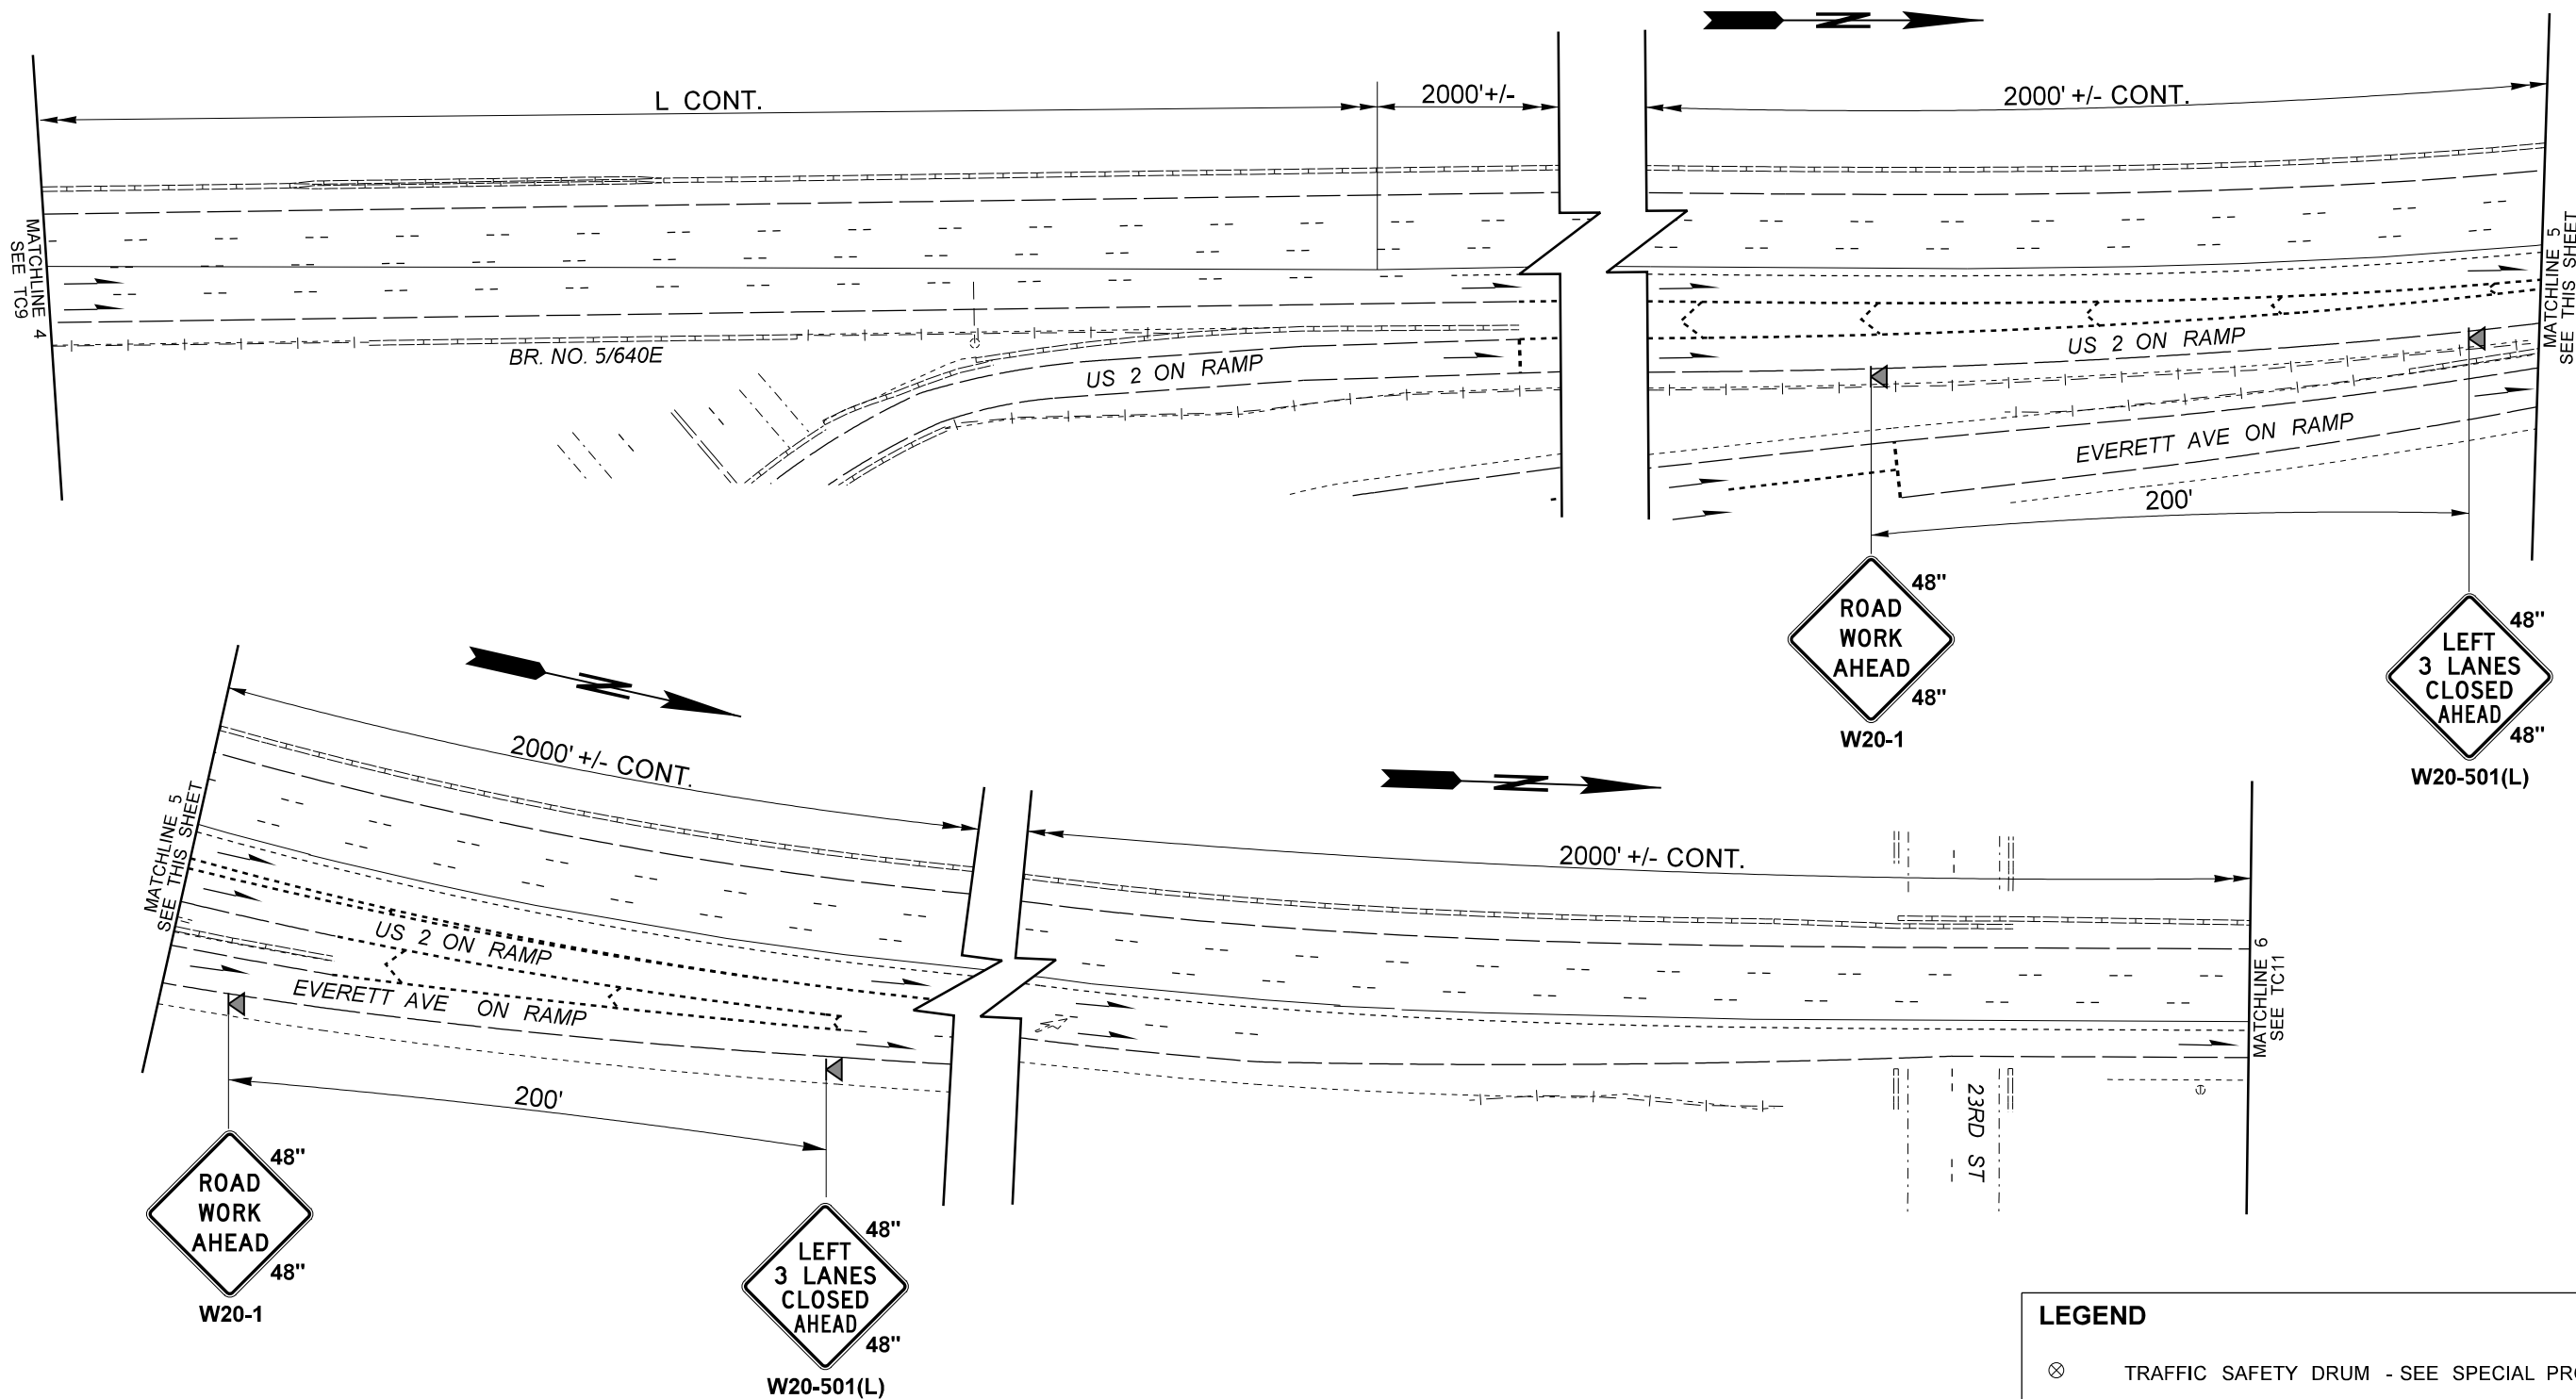 N
L CONT.
2000'+/-
2000' +/- CONT.
MATCHLINE 4
SEE TC9
BR. NO. 5/640E
US 2 ON RAMP
US 2 ON RAMP
EVERETT AVE ON RAMP
MATCHLINE 5
SEE THIS SHEET
200'
ROAD
WORK
AHEAD
48"
48"
W20-1
LEFT
3 LANES
CLOSED
AHEAD
48"
48"
W20-501(L)
N
2000' +/- CONT.
MATCHLINE 5
SEE THIS SHEET
US 2 ON RAMP
EVERETT AVE ON RAMP
200'
N
2000' +/- CONT.
23RD ST
MATCHLINE 6
SEE TC11
ROAD
WORK
AHEAD
48"
48"
W20-1
LEFT
3 LANES
CLOSED
AHEAD
48"
48"
W20-501(L)
LEGEND
TRAFFIC SAFETY DRUM - SEE SPECIAL PR